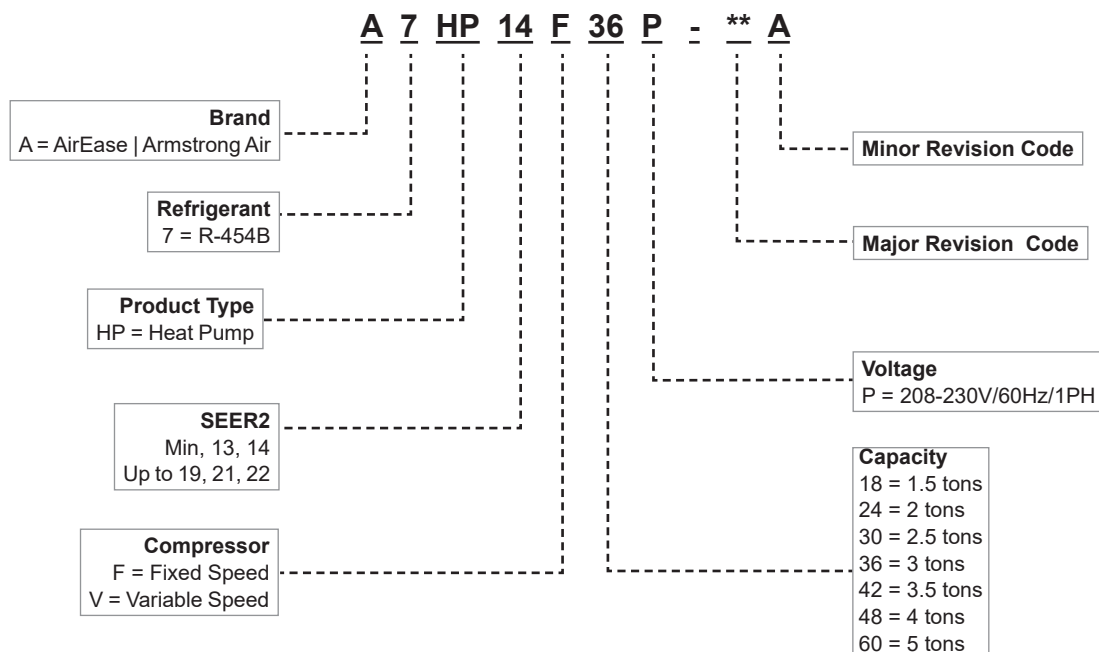 A 7 HP 14 F 36 P - ** A
Brand
A = AirEase | Armstrong Air
Refrigerant
7 = R-454B
Product Type
HP = Heat Pump
SEER2
Min, 13, 14
Up to 19, 21, 22
Compressor
F = Fixed Speed
V = Variable Speed
Minor Revision Code
Major Revision Code
Voltage
P = 208-230V/60Hz/1PH
Capacity
18 = 1.5 tons
24 = 2 tons
30 = 2.5 tons
36 = 3 tons
42 = 3.5 tons
48 = 4 tons
60 = 5 tons